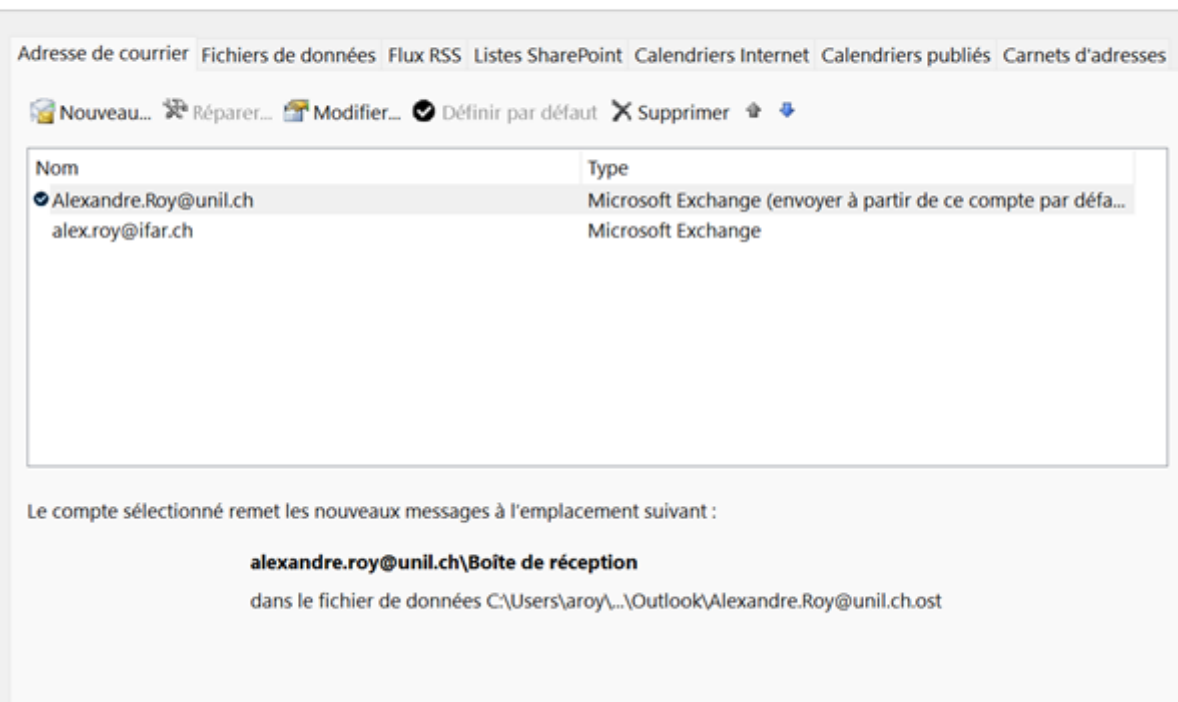 Adresse de courrier Fichiers de données Flux RSS Listes SharePoint Calendriers Internet Calendriers publiés Carnets d'adresses
Nouveau... Réparer... Modifier... Définir par défaut Supprimer
Nom Type
Alexandre.Roy@unil.ch Microsoft Exchange (envoyer à partir de ce compte par défa...
alex.roy@ifar.ch Microsoft Exchange
Le compte sélectionné remet les nouveaux messages à l'emplacement suivant :
alexandre.roy@unil.ch\Boîte de réception
dans le fichier de données C:\Users\aroy\...\Outlook\Alexandre.Roy@unil.ch.ost